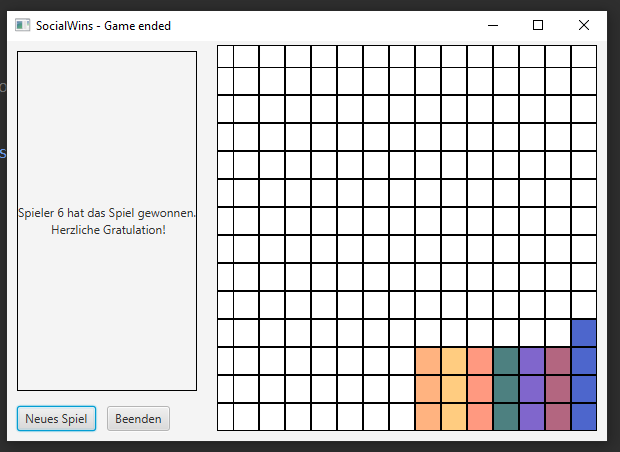 SocialWins - Game ended
Spieler 6 hat das Spiel gewonnen.
Herzliche Gratulation!
Neues Spiel
Beenden